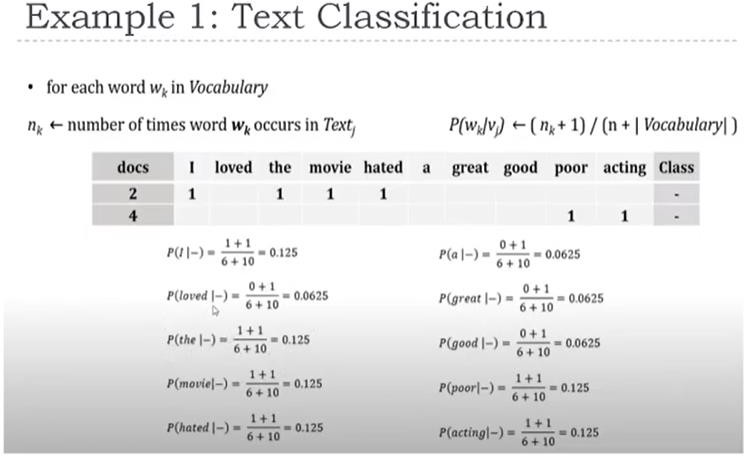 Example 1: Text Classification
• for each word wₖ in Vocabulary
nₖ ← number of times word wₖ occurs in Textⱼ P(wₖ|vⱼ) ← ( nₖ + 1) / (n + | Vocabulary| )
docs I loved the movie hated a great good poor acting Class
2 1 1 1 1 -
4 1 1 -
P(I |−) = 1 + 1 / 6 + 10 = 0.125
P(loved |−) = 0 + 1 / 6 + 10 = 0.0625
P(the |−) = 1 + 1 / 6 + 10 = 0.125
P(movie|−) = 1 + 1 / 6 + 10 = 0.125
P(hated |−) = 1 + 1 / 6 + 10 = 0.125
P(a |−) = 0 + 1 / 6 + 10 = 0.0625
P(great |−) = 0 + 1 / 6 + 10 = 0.0625
P(good |−) = 0 + 1 / 6 + 10 = 0.0625
P(poor|−) = 1 + 1 / 6 + 10 = 0.125
P(acting|−) = 1 + 1 / 6 + 10 = 0.125